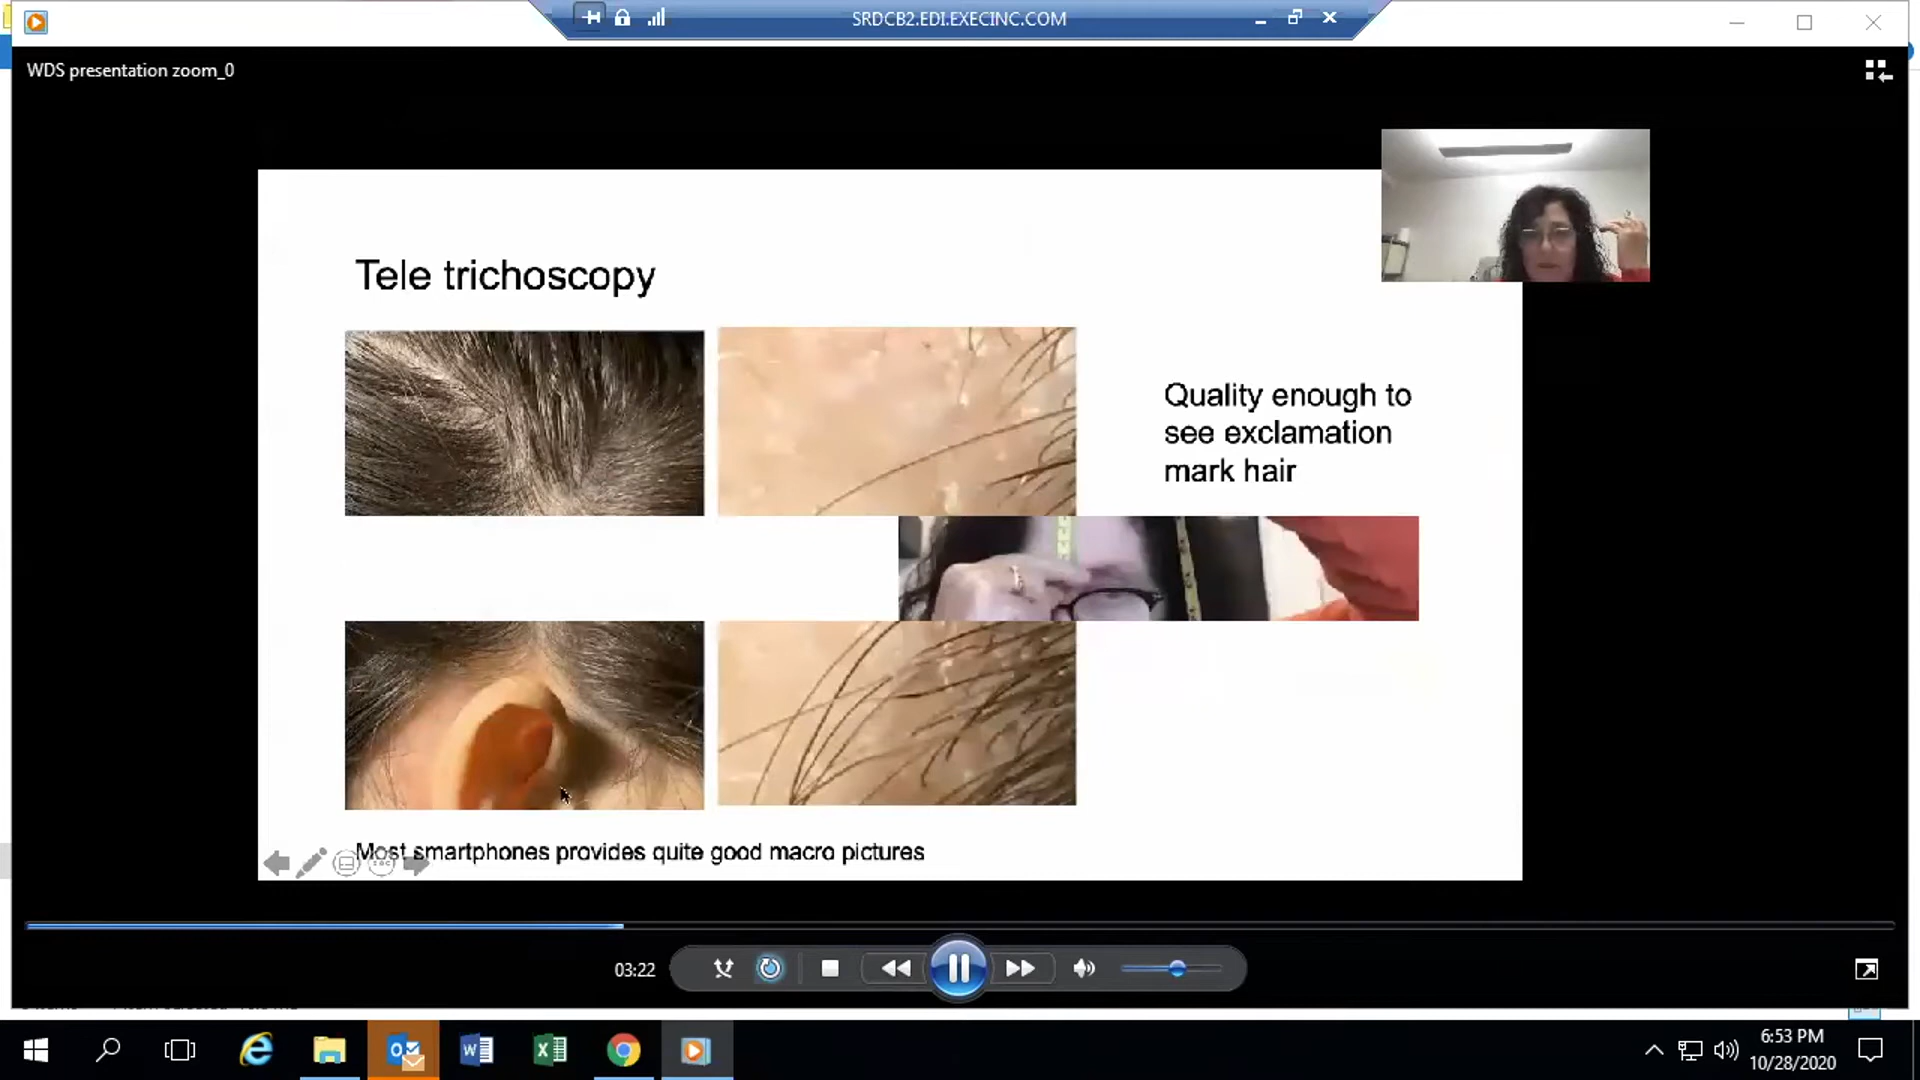 SRDCB2.EDI.EXECINC.COM
WDS presentation zoom_0
Tele trichoscopy
Quality enough to
see exclamation
mark hair
Most smartphones provides quite good macro pictures
03:22
6:53 PM
10/28/2020